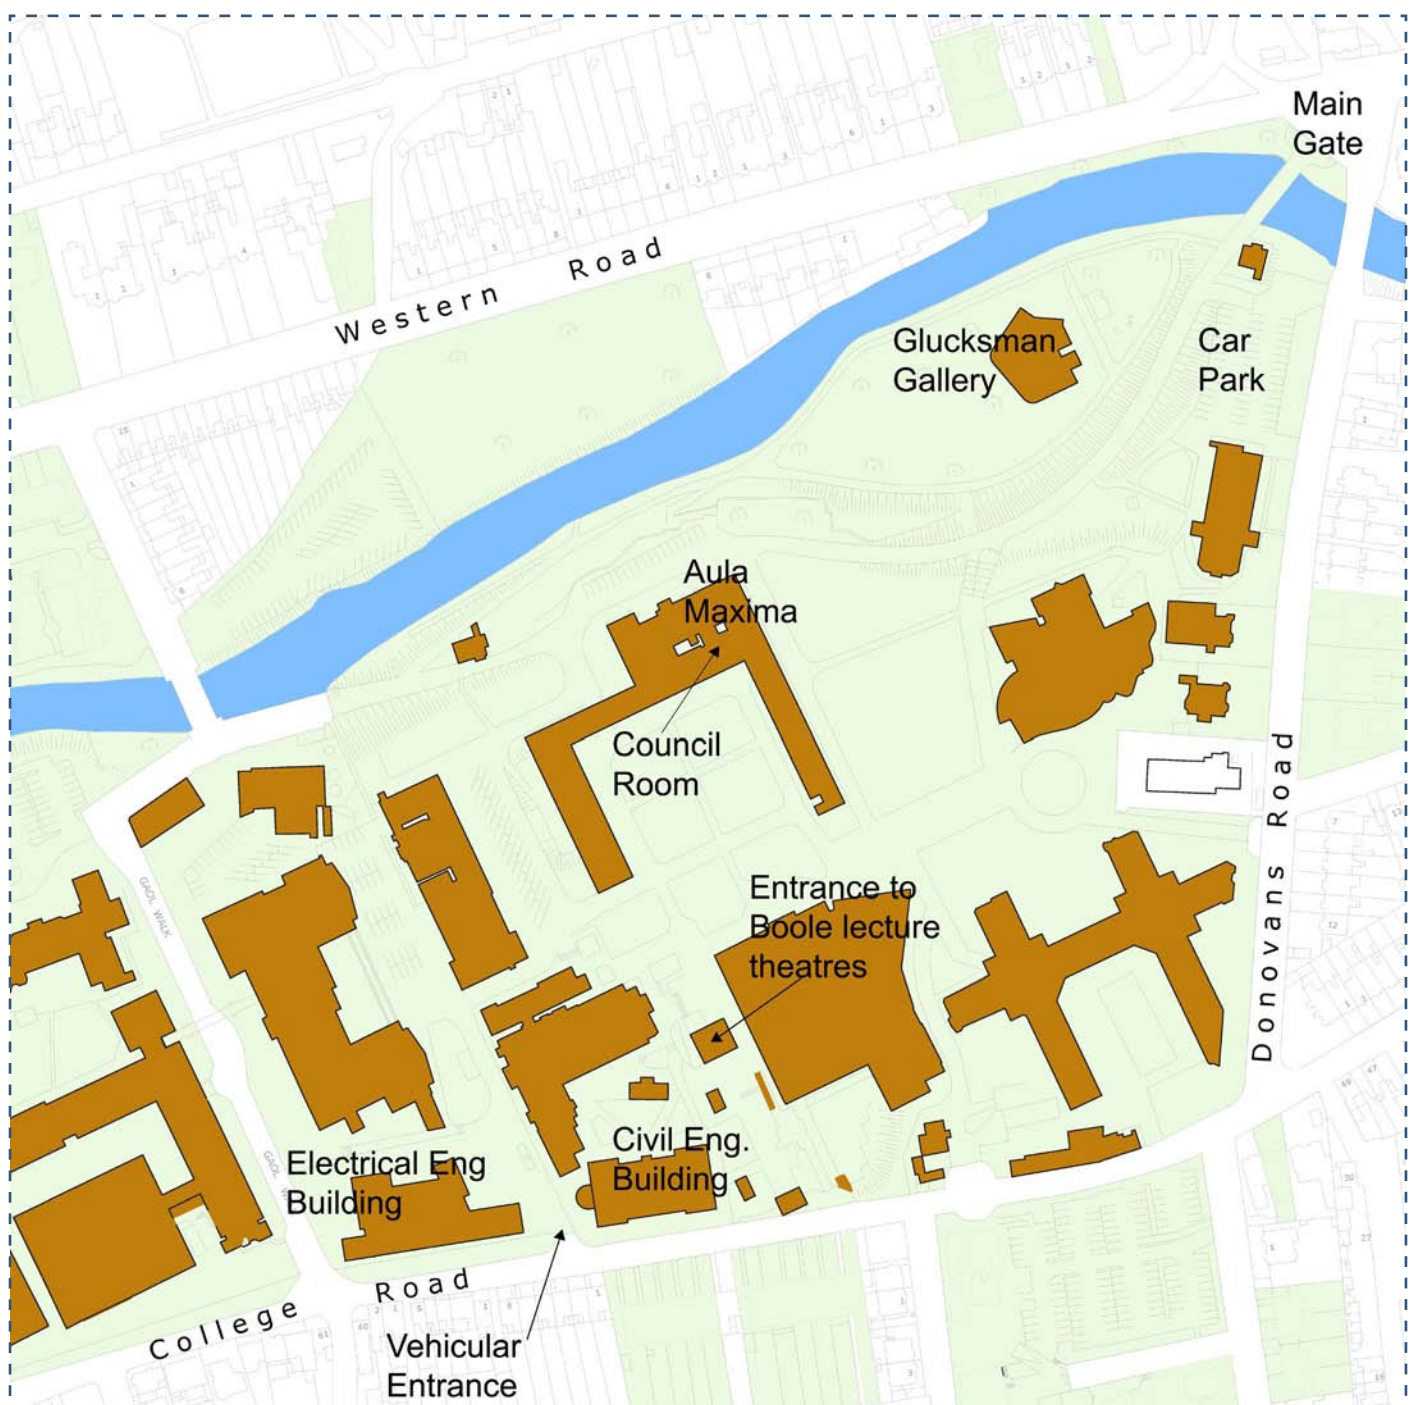 Main
Gate
Western Road
Glucksman
Gallery
Car
Park
Aula
Maxima
Council
Room
Donovans Road
GAOL WALK
Entrance to
Boole lecture
theatres
Electrical Eng
Building
Civil Eng.
Building
College Road
Vehicular
Entrance